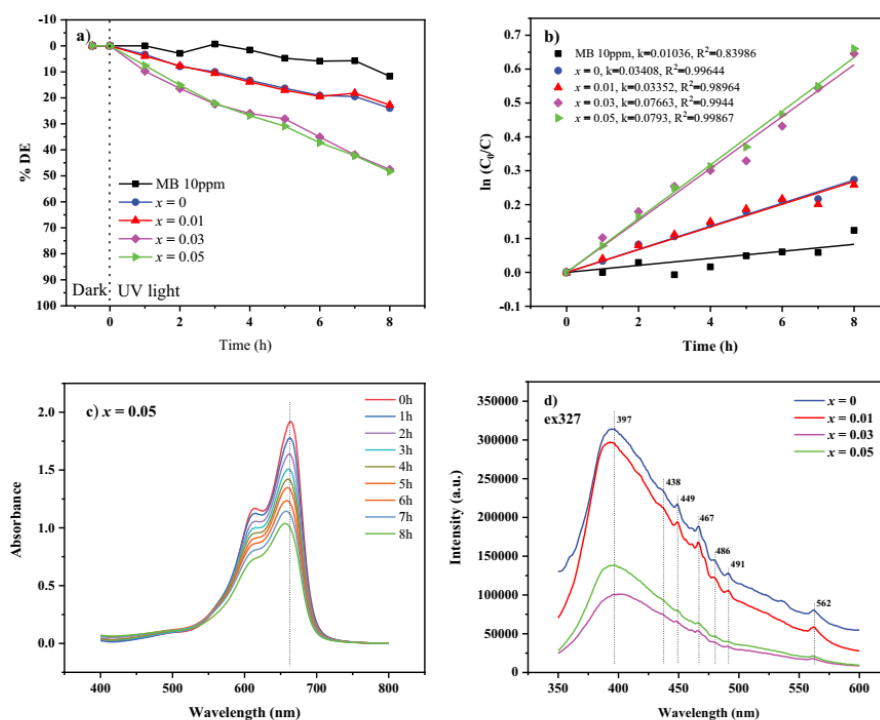 a)
-10
0
10
20
30
40
50
60
70
80
90
100
% DE
MB 10ppm
x = 0
x = 0.01
x = 0.03
x = 0.05
Dark
UV light
0
2
4
6
8
Time (h)
b)
MB 10ppm, k=0.01036, R²=0.83986
x = 0, k=0.03408, R²=0.99644
x = 0.01, k=0.03352, R²=0.98964
x = 0.03, k=0.07663, R²=0.9944
x = 0.05, k=0.0793, R²=0.99867
0.7
0.6
0.5
0.4
0.3
0.2
0.1
0.0
-0.1
ln (C₀/C)
0
2
4
6
8
Time (h)
c) x = 0.05
0h
1h
2h
3h
4h
5h
6h
7h
8h
2.0
1.5
1.0
0.5
0.0
Absorbance
400
500
600
700
800
Wavelength (nm)
d)
ex327
x = 0
x = 0.01
x = 0.03
x = 0.05
397
438
449
467
486
491
562
350000
300000
250000
200000
150000
100000
50000
0
Intensity (a.u.)
350
400
450
500
550
600
Wavelength (nm)